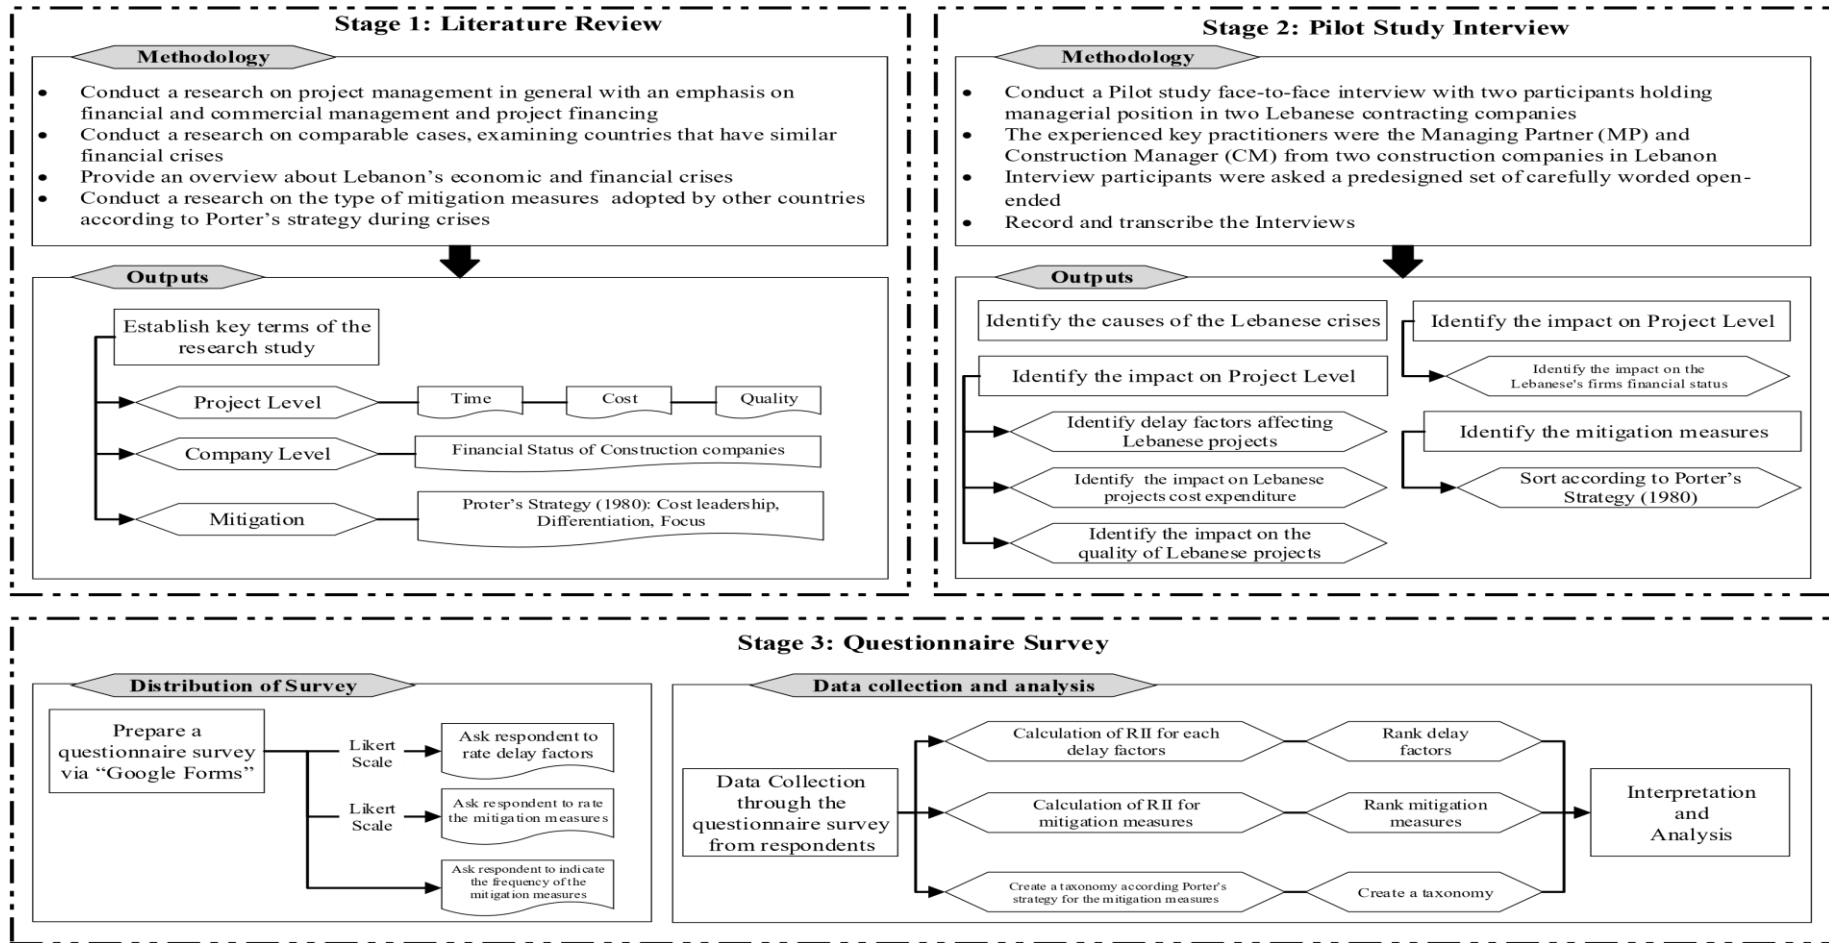 Stage 1: Literature Review
Methodology
• Conduct a research on project management in general with an emphasis on
financial and commercial management and project financing
• Conduct a research on comparable cases, examining countries that have similar
financial crises
• Provide an overview about Lebanon's economic and financial crises
• Conduct a research on the type of mitigation measures adopted by other countries
according to Porter's strategy during crises
Outputs
Establish key terms of the
research study
Project Level
Time
Cost
Quality
Company Level
Financial Status of Construction companies
Mitigation
Proter's Strategy (1980): Cost leadership,
Differentiation, Focus
Stage 2: Pilot Study Interview
Methodology
• Conduct a Pilot study face-to-face interview with two participants holding
managerial position in two Lebanese contracting companies
• The experienced key practitioners were the Managing Partner (MP) and
Construction Manager (CM) from two construction companies in Lebanon
• Interview participants were asked a predesigned set of carefully worded open-
ended
• Record and transcribe the Interviews
Outputs
Identify the causes of the Lebanese crises
Identify the impact on Project Level
Identify delay factors affecting
Lebanese projects
Identify the impact on Lebanese
projects cost expenditure
Identify the impact on the
quality of Lebanese projects
Identify the impact on Project Level
Identify the impact on the
Lebanese's firms financial status
Identify the mitigation measures
Sort according to Porter's
Strategy (1980)
Stage 3: Questionnaire Survey
Distribution of Survey
Prepare a
questionnaire survey
via “Google Forms”
Likert
Scale
Ask respondent to
rate delay factors
Likert
Scale
Ask respondent to rate
the mitigation measures
Ask respondent to indicate
the frequency of the
mitigation measures
Data collection and analysis
Data Collection
through the
questionnaire survey
from respondents
Calculation of RII for each
delay factors
Rank delay
factors
Calculation of RII for
mitigation measures
Rank mitigation
measures
Create a taxonomy according Porter's
strategy for the mitigation measures
Create a taxonomy
Interpretation
and
Analysis